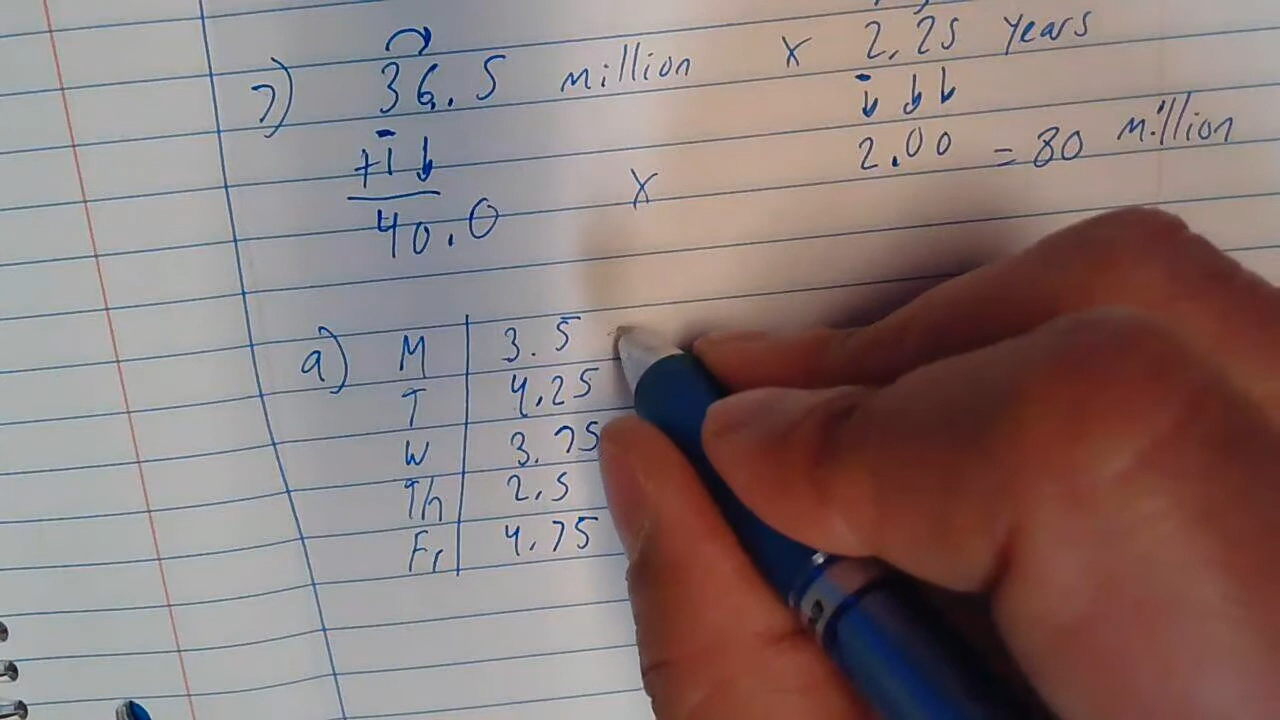 7) 36.5 million x 2.25 years
+1
40.0 x 2.00 = 80 million
9) M 3.5
T 4.25
W 3.75
Th 2.5
Fr 4.75